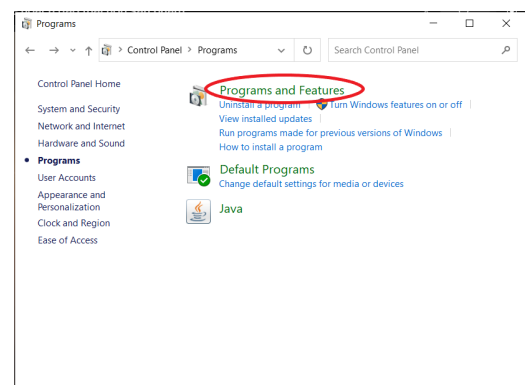 Programs
Control Panel > Programs
Search Control Panel
Control Panel Home
System and Security
Network and Internet
Hardware and Sound
Programs
User Accounts
Appearance and
Personalization
Clock and Region
Ease of Access
Programs and Features
Uninstall a program
Turn Windows features on or off
View installed updates
Run programs made for previous versions of Windows
How to install a program
Default Programs
Change default settings for media or devices
Java